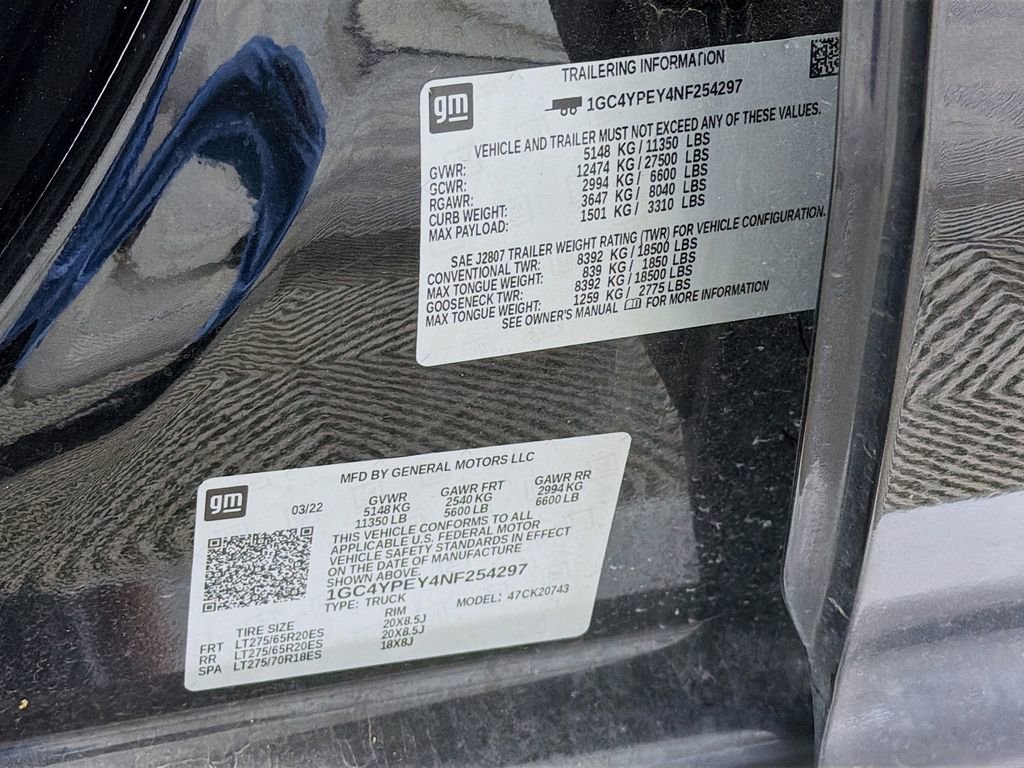 TRAILERING INFORMATION
gm
1GC4YPEY4NF254297
VEHICLE AND TRAILER MUST NOT EXCEED ANY OF THESE VALUES.
GVWR: 5148 KG/ 11350 LBS
GCWR: 12474 KG/ 27500 LBS
RGAWR: 2994 KG/ 6600 LBS
CURB WEIGHT: 3647 KG/ 8040 LBS
MAX PAYLOAD: 1501 KG/ 3310 LBS
SAE J2807 TRAILER WEIGHT RATING (TWR) FOR VEHICLE CONFIGURATION.
CONVENTIONAL TWR: 8392 KG/ 18500 LBS
MAX TONGUE WEIGHT: 839 KG/ 1850 LBS
GOOSENECK TWR: 8392 KG/ 18500 LBS
MAX TONGUE WEIGHT: 1259 KG/ 2775 LBS
SEE OWNER'S MANUAL FOR MORE INFORMATION
MFD BY GENERAL MOTORS LLC
gm
03/22
GVWR GAWR FRT GAWR RR
5148 KG 2540 KG 2994 KG
11350 LB 5600 LB 6600 LB
THIS VEHICLE CONFORMS TO ALL
APPLICABLE U.S. FEDERAL MOTOR
VEHICLE SAFETY STANDARDS IN EFFECT
ON THE DATE OF MANUFACTURE
SHOWN ABOVE.
1GC4YPEY4NF254297
TYPE: TRUCK MODEL: 47CK20743
TIRE SIZE RIM
FRT LT275/65R20ES 20X8.5J
RR LT275/65R20ES 20X8.5J
SPA LT275/70R18ES 18X8J